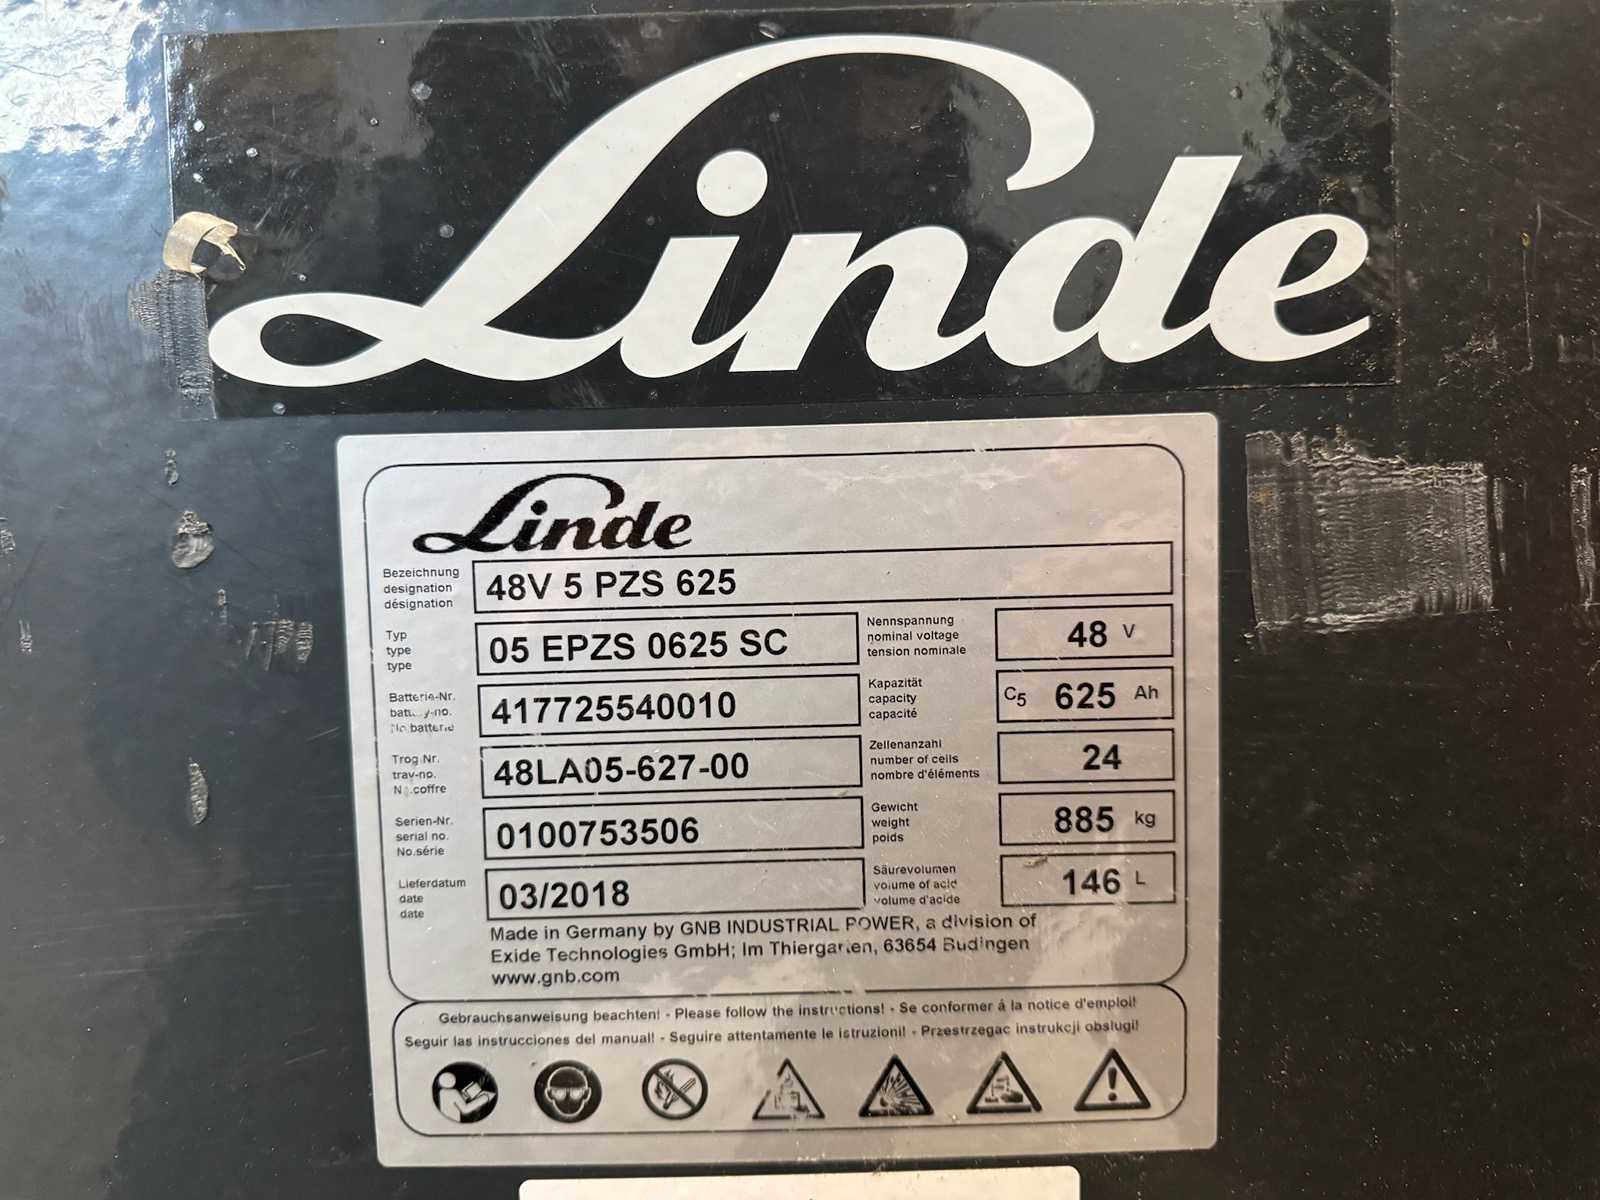 Linde
Linde
Bezeichnung
designation
désignation
48V 5 PZS 625
Typ
type
type
05 EPZS 0625 SC
Nennspannung
nominal voltage
tension nominale
48 V
Batterie-Nr.
No.batterie
417725540010
Kapazität
capacity
capacité
C5 625 Ah
Trog Nr.
48LA05-627-00
Zellenanzahl
number of cells
nombre d'éléments
24
Serien-Nr.
serial no.
No.série
0100753506
Gewicht
weight
poids
885 kg
Lieferdatum
date
date
03/2018
Säurevolumen
volume of acid
volume d'acide
146 L
Made in Germany by GNB INDUSTRIAL POWER, a division of
Exide Technologies GmbH; Im Thiergarten, 63654 Budingen
www.gnb.com
Gebrauchsanweisung beachten! - Please follow the instructions! - Se conformer á la notice d'emploi!
Seguir las instrucciones del manual! - Seguire attentamente le istruzioni! - Przestrzegac instrukcji obslugi!